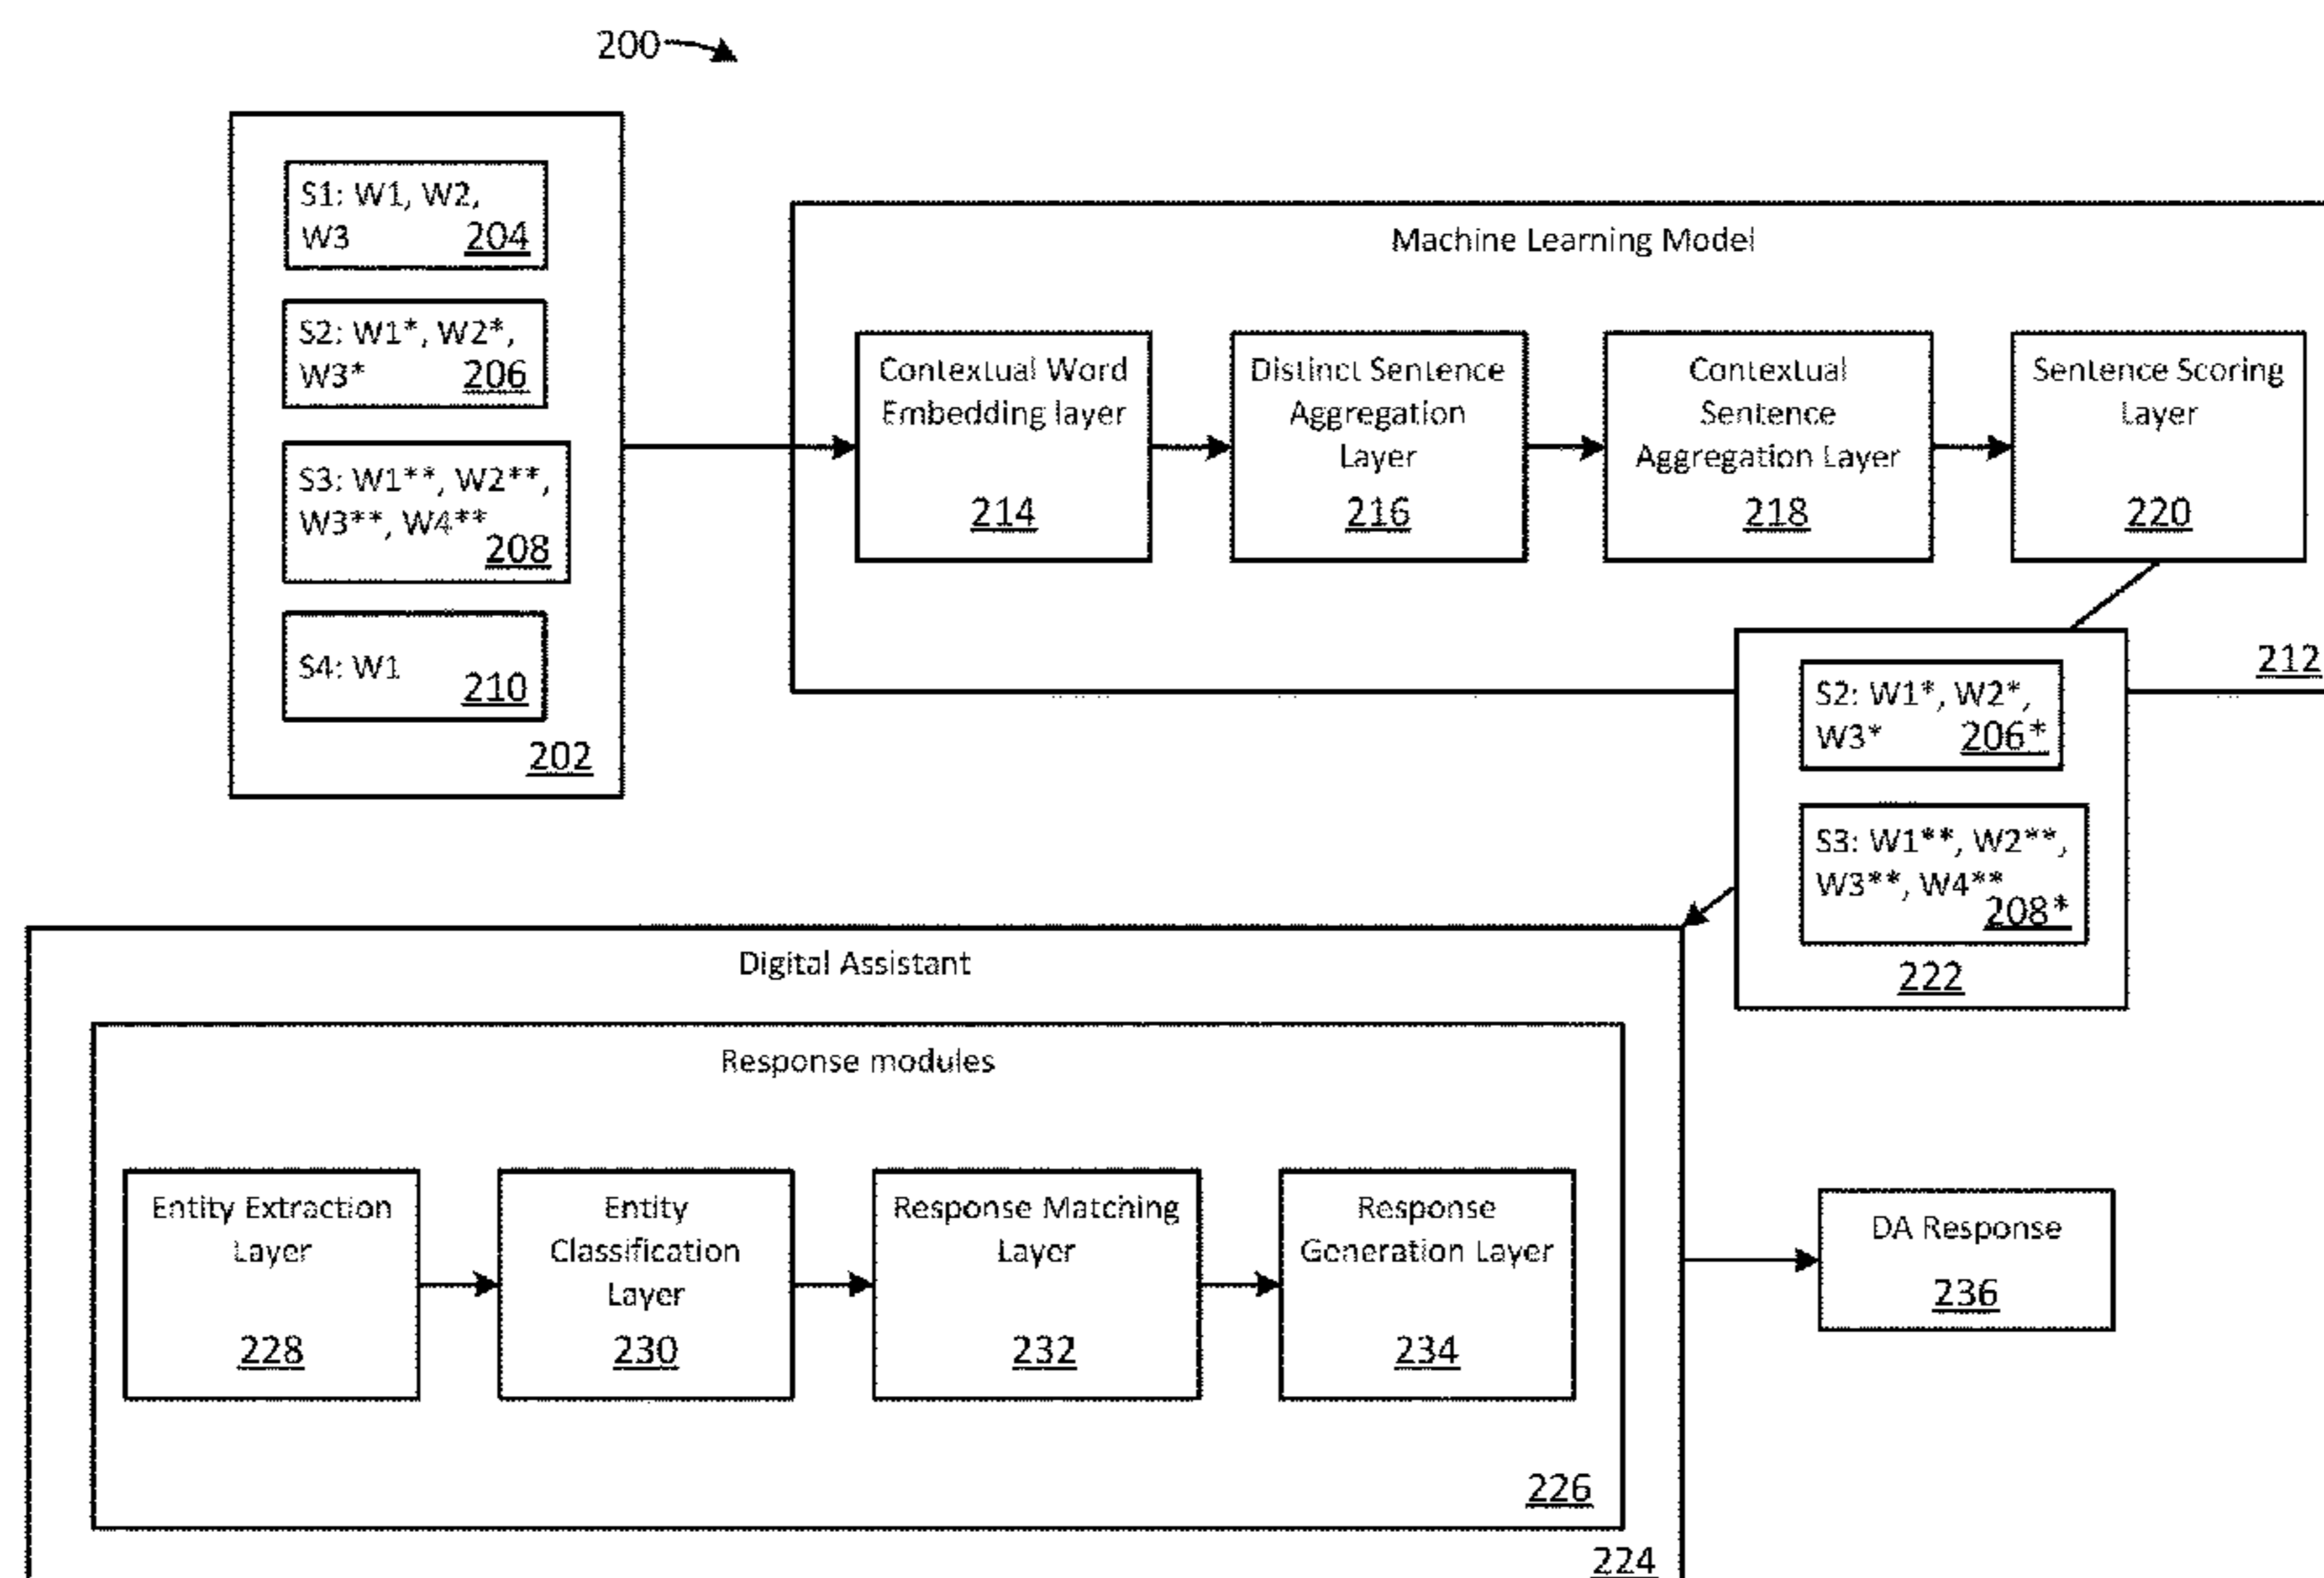 200
S1: W1, W2,
W3 204
S2: W1*, W2*,
W3* 206
S3: W1**, W2**,
W3**, W4**
208
S4: W1
210
202
Machine Learning Model
Contextual Word
Embedding layer
214
Distinct Sentence
Aggregation
Layer
216
Contextual
Sentence
Aggregation Layer
218
Sentence Scoring
Layer
220
212
S2: W1*, W2*,
W3* 206*
S3: W1**, W2**,
W3**, W4**
208*
222
Digital Assistant
Response modules
Entity Extraction
Layer
228
Entity
Classification
Layer
230
Response Matching
Layer
232
Response
Generation Layer
234
226
224
DA Response
236